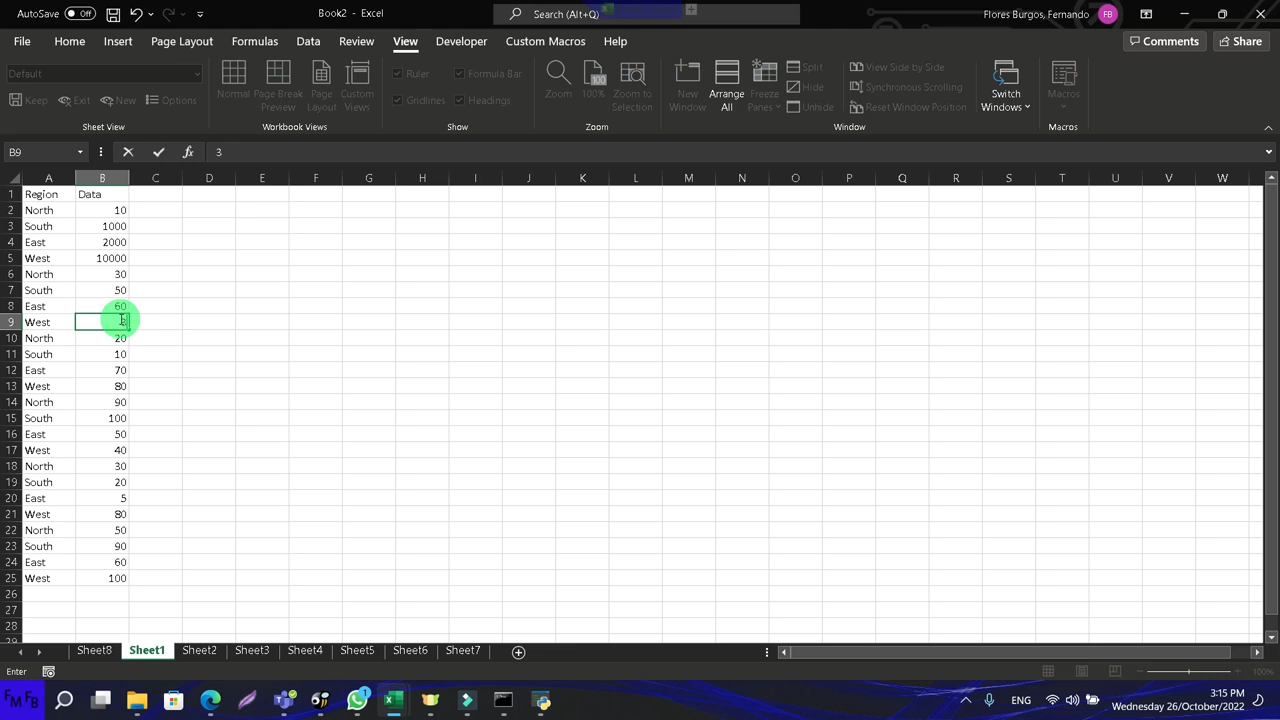 AutoSave Off Book2 - Excel Search (Alt+Q) Flores Burgos, Fernando FB
File Home Insert Page Layout Formulas Data Review View Developer Custom Macros Help Comments Share
Default
Keep Exit New Options
Sheet View
Normal Page Break Preview Page Layout Custom Views
Workbook Views
Ruler Formula Bar
Gridlines Headings
Show
Zoom 100% Zoom to Selection
Zoom
New Window Arrange All Freeze Panes Split Hide Unhide
View Side by Side
Synchronous Scrolling
Reset Window Position
Switch Windows
Window
Macros
Macros
B9 fx 3
A B C D E F G H I J K L M N O P Q R S T U V W
1 Region Data
2 North 10
3 South 1000
4 East 2000
5 West 10000
6 North 30
7 South 50
8 East 60
9 West 3
10 North 20
11 South 10
12 East 70
13 West 80
14 North 90
15 South 100
16 East 50
17 West 40
18 North 30
19 South 20
20 East 5
21 West 80
22 North 50
23 South 90
24 East 60
25 West 100
26
27
28
29
Sheet8 Sheet1 Sheet2 Sheet3 Sheet4 Sheet5 Sheet6 Sheet7
Enter 100%
FM FB 1 ENG 3:15 PM
Wednesday 26/October/2022